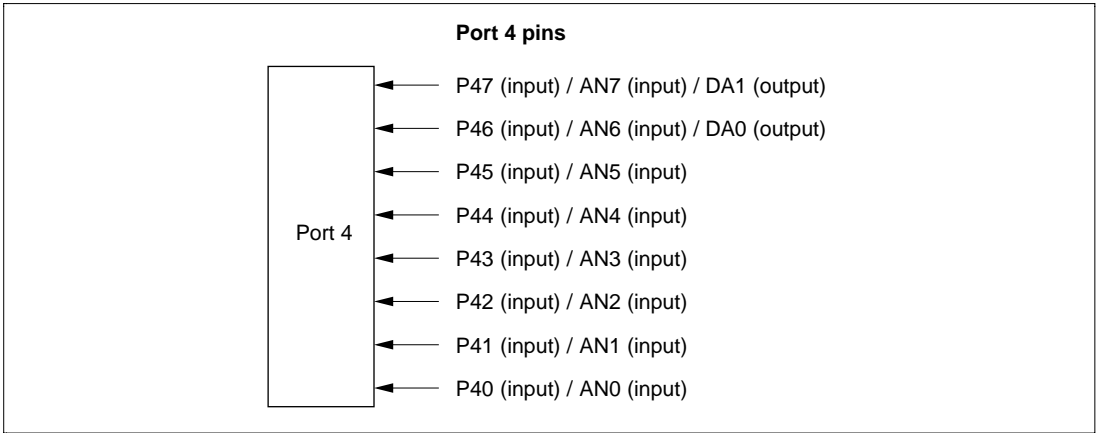 Port 4 pins
P47 (input) / AN7 (input) / DA1 (output)
P46 (input) / AN6 (input) / DA0 (output)
P45 (input) / AN5 (input)
P44 (input) / AN4 (input)
Port 4
P43 (input) / AN3 (input)
P42 (input) / AN2 (input)
P41 (input) / AN1 (input)
P40 (input) / AN0 (input)